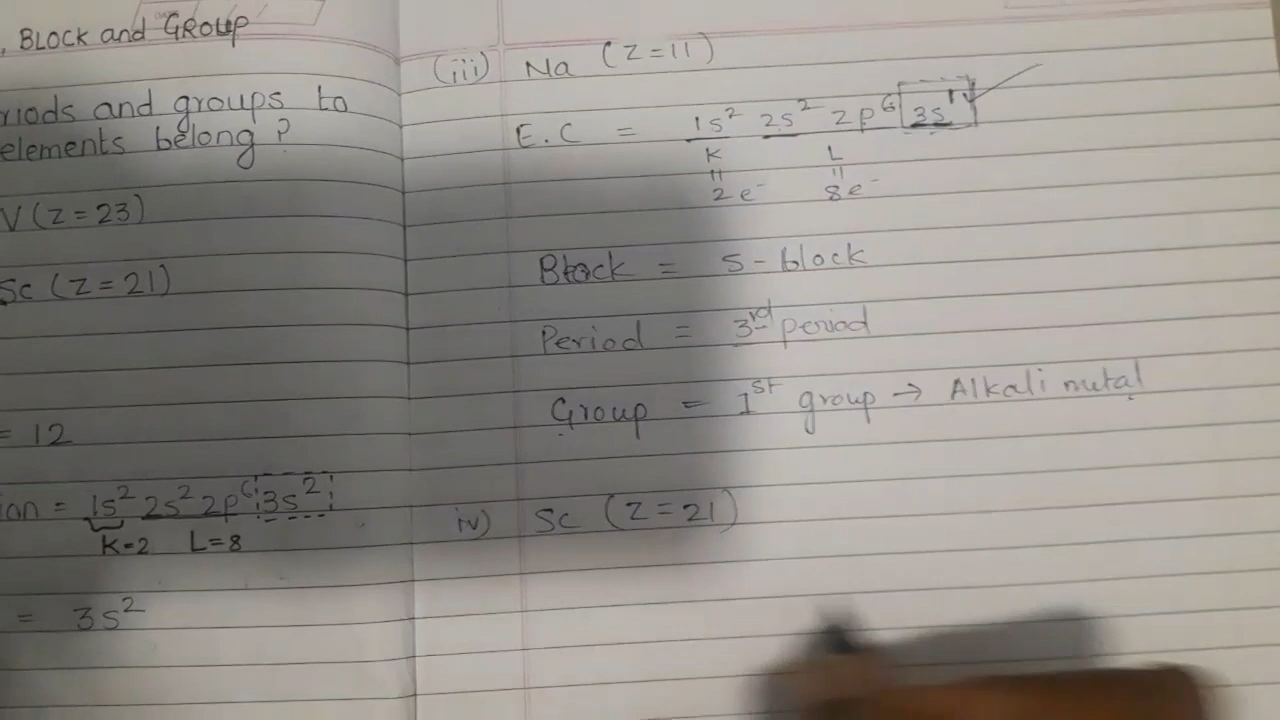 , BLOCK and GROUP
riods and groups to
elements belong?
V (Z = 23)
Sc (Z = 21)
= 12
ion = 1s² 2s² 2p⁶ 3s²
K=2 L=8
= 3s²
(iii) Na (Z=11)
E.C = 1s² 2s² 2p⁶ 3s¹
K L
= =
2e⁻ 8e⁻
Block = s-block
Period = 3rd period
Group = 1st group → Alkali metal
iv) Sc (Z=21)